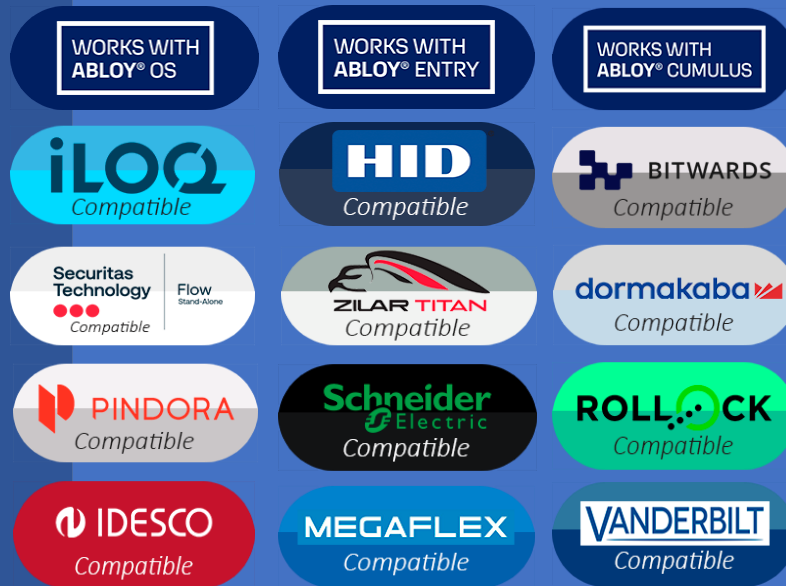 WORKS WITH
ABLOY® OS
WORKS WITH
ABLOY® ENTRY
WORKS WITH
ABLOY® CUMULUS
iLOQ
Compatible
HID
Compatible
BITWARDS
Compatible
Securitas
Technology
Flow
Stand-Alone
Compatible
ZILAR TITAN
Compatible
dormakaba
Compatible
PINDORA
Compatible
Schneider
Electric
Compatible
ROLLOCK
Compatible
IDESCO
Compatible
MEGAFLEX
Compatible
VANDERBILT
Compatible